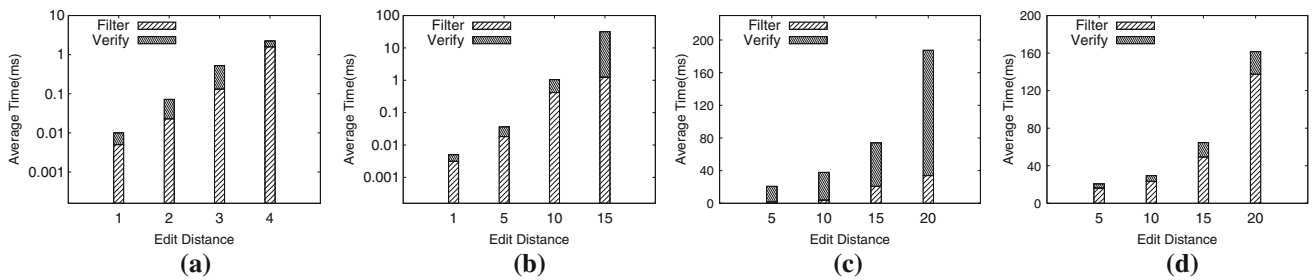 10
1
0.1
0.01
0.001
Average Time(ms)
Filter
Verify
1 2 3 4
Edit Distance
(a)
100
10
1
0.1
0.01
0.001
Average Time(ms)
Filter
Verify
1 5 10 15
Edit Distance
(b)
200
160
120
80
40
0
Average Time(ms)
Filter
Verify
5 10 15 20
Edit Distance
(c)
200
160
120
80
40
0
Average Time(ms)
Filter
Verify
5 10 15 20
Edit Distance
(d)